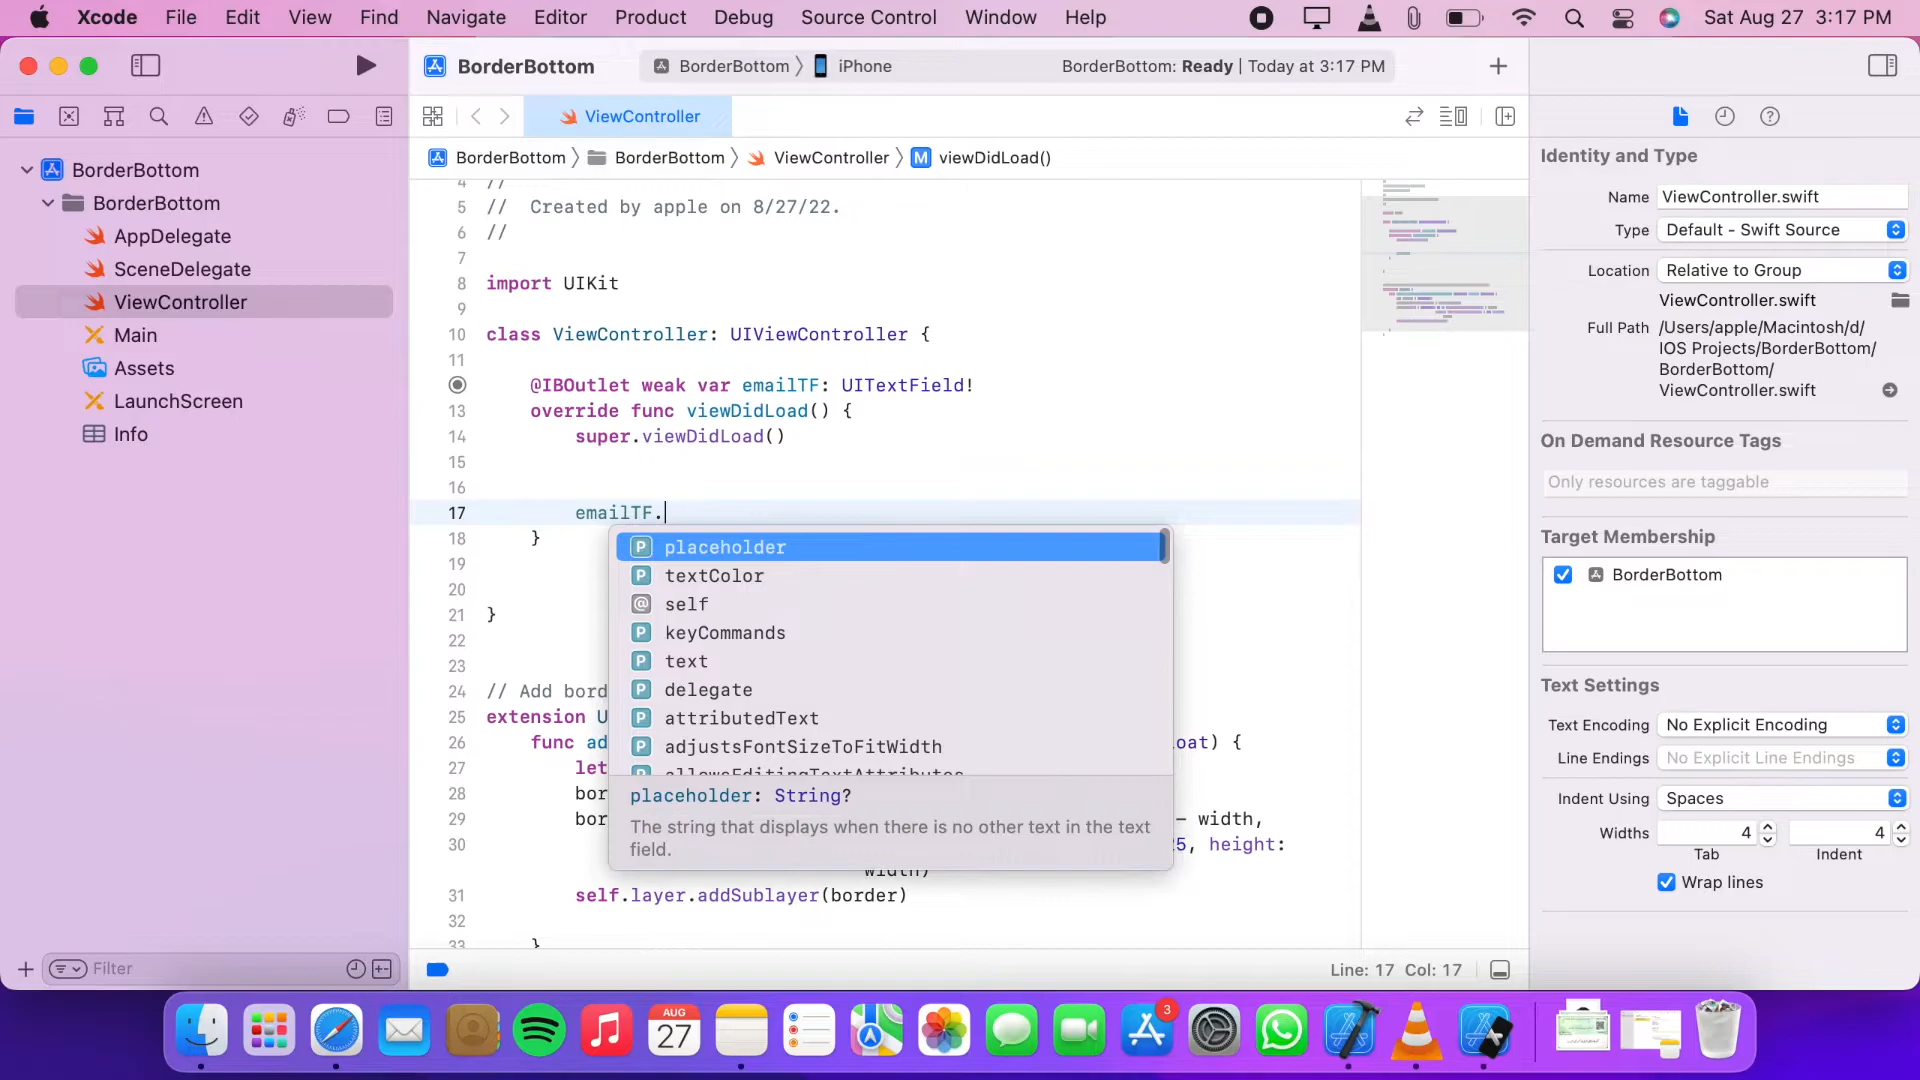 Xcode File Edit View Find Navigate Editor Product Debug Source Control Window Help Sat Aug 27 3:17 PM
BorderBottom BorderBottom iPhone BorderBottom: Ready | Today at 3:17 PM
ViewController
BorderBottom BorderBottom ViewController M viewDidLoad()
BorderBottom
BorderBottom
AppDelegate
SceneDelegate
ViewController
Main
Assets
LaunchScreen
Info
Filter
4 //
5 // Created by apple on 8/27/22.
6 //
7
8 import UIKit
9
10 class ViewController: UIViewController {
11
@IBOutlet weak var emailTF: UITextField!
13 override func viewDidLoad() {
14 super.viewDidLoad()
15
16
17 emailTF.
18 }
19
20
21 }
22
23
24 // Add bord
25 extension U
26 func ad oat) {
27 let
28 bor
29 bor - width,
30 5, height:
width)
31 self.layer.addSublayer(border)
32
33 }
P placeholder
P textColor
@ self
P keyCommands
P text
P delegate
P attributedText
P adjustsFontSizeToFitWidth
P allowsEditingTextAttributes
placeholder: String?
The string that displays when there is no other text in the text
field.
Line: 17 Col: 17
Identity and Type
Name ViewController.swift
Type Default - Swift Source
Location Relative to Group
ViewController.swift
Full Path /Users/apple/Macintosh/d/
IOS Projects/BorderBottom/
BorderBottom/
ViewController.swift
On Demand Resource Tags
Only resources are taggable
Target Membership
BorderBottom
Text Settings
Text Encoding No Explicit Encoding
Line Endings No Explicit Line Endings
Indent Using Spaces
Widths 4 4
Tab Indent
Wrap lines
AUG
27
3